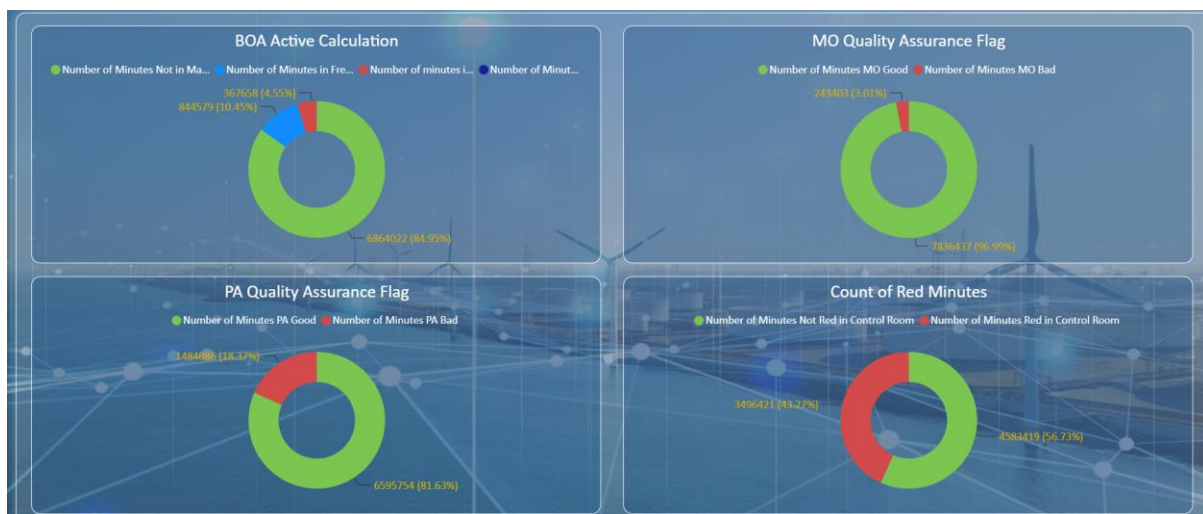 BOA Active Calculation
Number of Minutes Not in Ma... Number of Minutes in Fre... Number of minutes i... Number of Minut...
367658 (4.55%)
844579 (10.45%)
6864022 (84.95%)
MO Quality Assurance Flag
Number of Minutes MO Good Number of Minutes MO Bad
243403 (3.01%)
7836437 (96.99%)
PA Quality Assurance Flag
Number of Minutes PA Good Number of Minutes PA Bad
1484086 (18.37%)
6595754 (81.63%)
Count of Red Minutes
Number of Minutes Not Red in Control Room Number of Minutes Red in Control Room
3496421 (43.27%)
4583419 (56.73%)